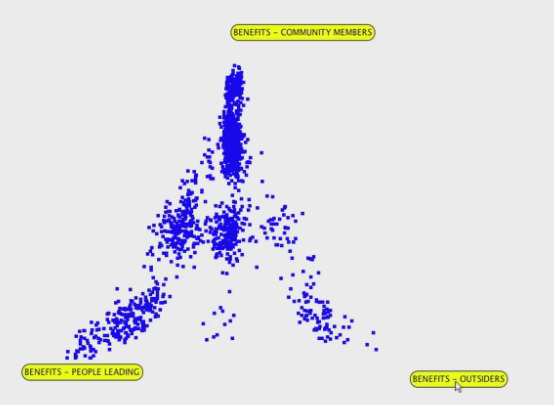 BENEFITS - COMMUNITY MEMBERS
BENEFITS - PEOPLE LEADING
BENEFITS - OUTSIDERS